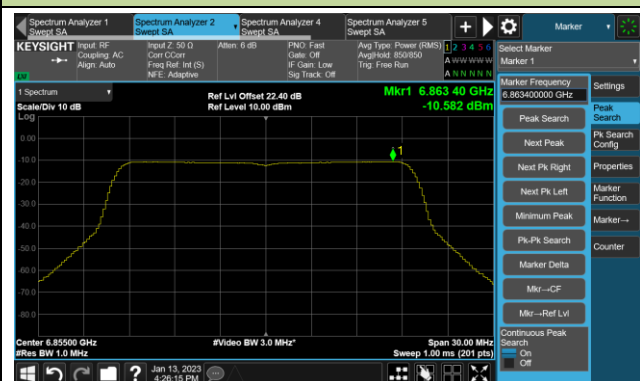 Spectrum Analyzer 1
Swept SA
Spectrum Analyzer 2
Swept SA
Spectrum Analyzer 4
Swept SA
Spectrum Analyzer 5
Swept SA
Marker
KEYSIGHT
Input: RF
Coupling: AC
Align: Auto
Input Z: 50 Ω
Corr CCorr
Freq Ref: Int (S)
NFE: Adaptive
Atten: 6 dB
PNO: Fast
Gate: Off
IF Gain: Low
Sig Track: Off
Avg Type: Power (RMS)
Avg|Hold: 850/850
Trig: Free Run
1 2 3 4 5 6
A W W W W W
A N N N N N
LXI
Select Marker
Marker 1
1 Spectrum
Scale/Div 10 dB
Log
Ref Lvl Offset 22.40 dB
Ref Level 10.00 dBm
Mkr1 6.863 40 GHz
-10.582 dBm
1
0.00
-10.0
-20.0
-30.0
-40.0
-50.0
-60.0
-70.0
-80.0
Center 6.85500 GHz
#Res BW 1.0 MHz
#Video BW 3.0 MHz*
Span 30.00 MHz
Sweep 1.00 ms (201 pts)
Marker Frequency
6.863400000 GHz
Peak Search
Next Peak
Next Pk Right
Next Pk Left
Minimum Peak
Pk-Pk Search
Marker Delta
Mkr→CF
Mkr→Ref Lvl
Continuous Peak
Search
On
Off
Settings
Peak
Search
Pk Search
Config
Properties
Marker
Function
Marker→
Counter
Jan 13, 2023
4:26:15 PM